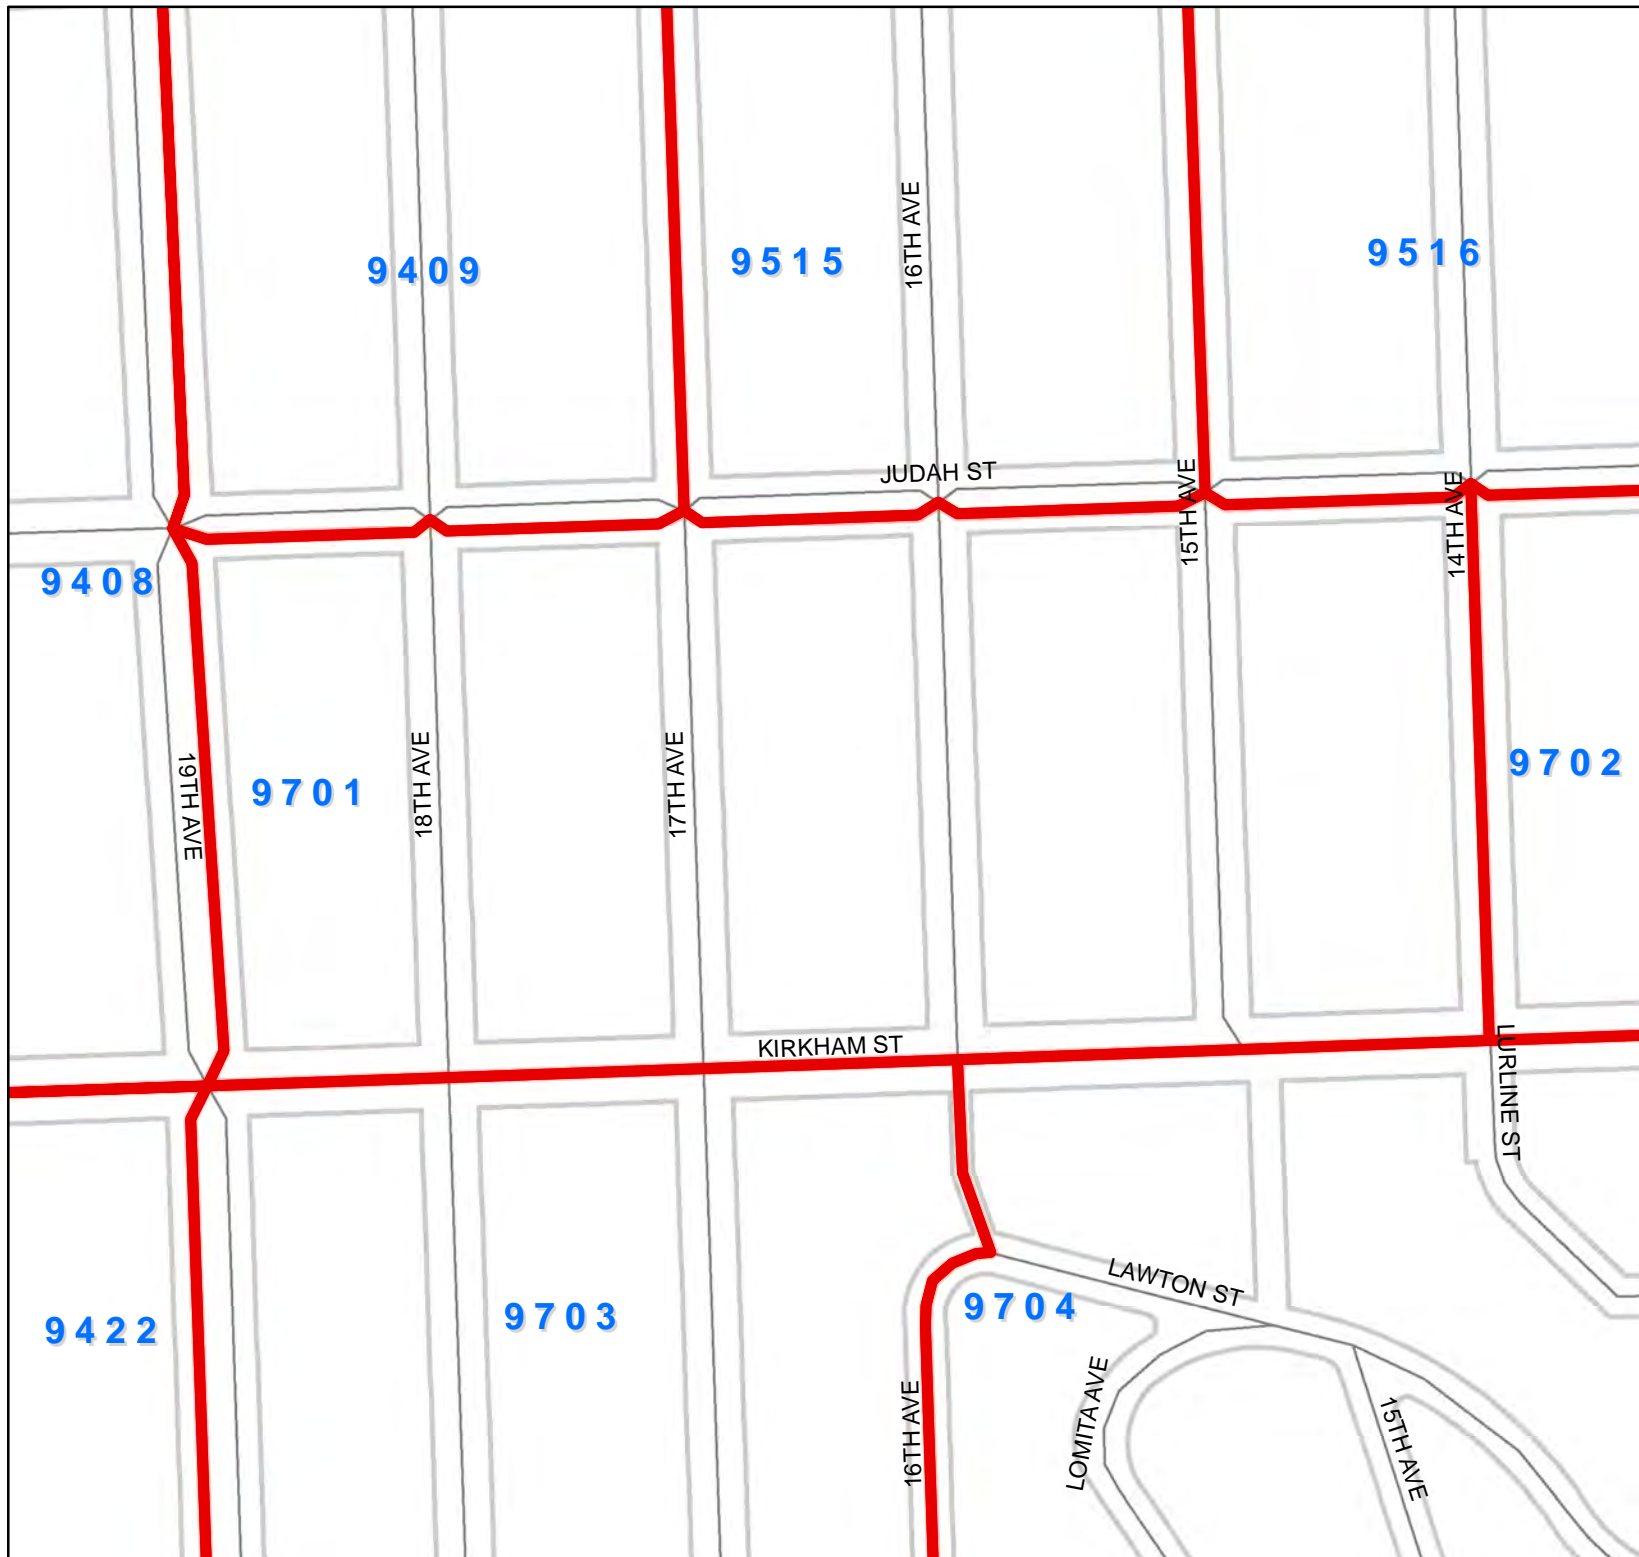 16TH AVE
9409
9515
9516
JUDAH ST
15TH AVE
14TH AVE
9408
19TH AVE
9701
18TH AVE
17TH AVE
9702
KIRKHAM ST
LURLINE ST
9422
9703
9704
LAWTON ST
16TH AVE
LOMITA AVE
15TH AVE